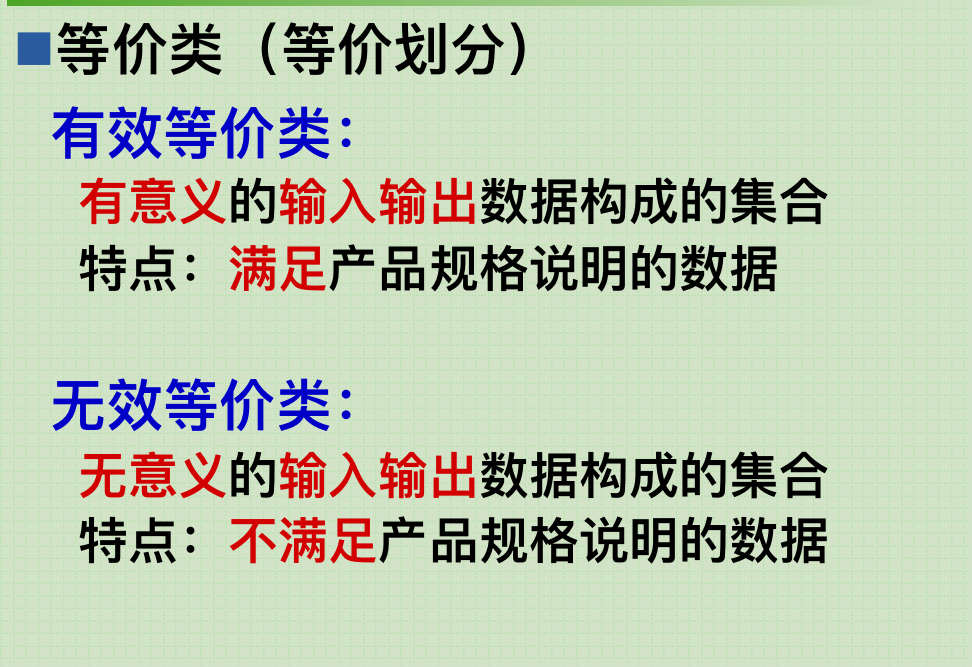 等价类（等价划分）
有效等价类：
有意义的输入输出数据构成的集合
特点：满足产品规格说明的数据
无效等价类：
无意义的输入输出数据构成的集合
特点：不满足产品规格说明的数据